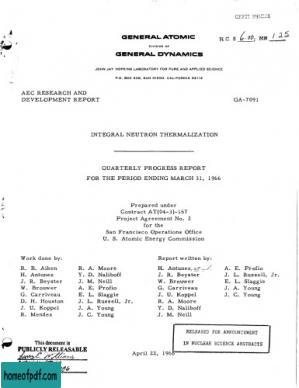 GENERAL ATOMIC
DIVISION OF
GENERAL DYNAMICS
JOHN JAY HOPKINS LABORATORY FOR PURE AND APPLIED SCIENCE
P.O. BOX 608, SAN DIEGO, CALIFORNIA 92112
H C $ 6.00, MN 1.25
AEC RESEARCH AND
DEVELOPMENT REPORT
GA-7091
INTEGRAL NEUTRON THERMALIZATION
QUARTERLY PROGRESS REPORT
FOR THE PERIOD ENDING MARCH 31, 1966
Prepared under
Contract AT(04-3)-167
Project Agreement No. 2
for the
San Francisco Operations Office
U. S. Atomic Energy Commission
Work done by:
R. R. Aiken
H. Antunez
J. R. Beyster
W. Brouwer
G. Carriveau
D. H. Houston
J. U. Koppel
R. Mendez
R. A. Moore
Y. D. Naliboff
J. M. Neill
A. E. Profio
E. L. Slaggie
J. L. Russell, Jr.
J. A. Young
J. C. Young
Report written by:
H. Antunez,
J. R. Beyster
W. Brouwer
G. Carriveau
J. U. Koppel
R. A. Moore
Y. D. Naliboff
J. M. Neill
A. E. Profio
J. L. Russell, Jr.
E. L. Slaggie
J. A. Young
J. C. Young
This document is
PUBLICLY RELEASABLE
RELEASED FOR ANNOUNCEMENT
IN NUCLEAR SCIENCE ABSTRACTS
April 22, 1966
homeofpdf.com